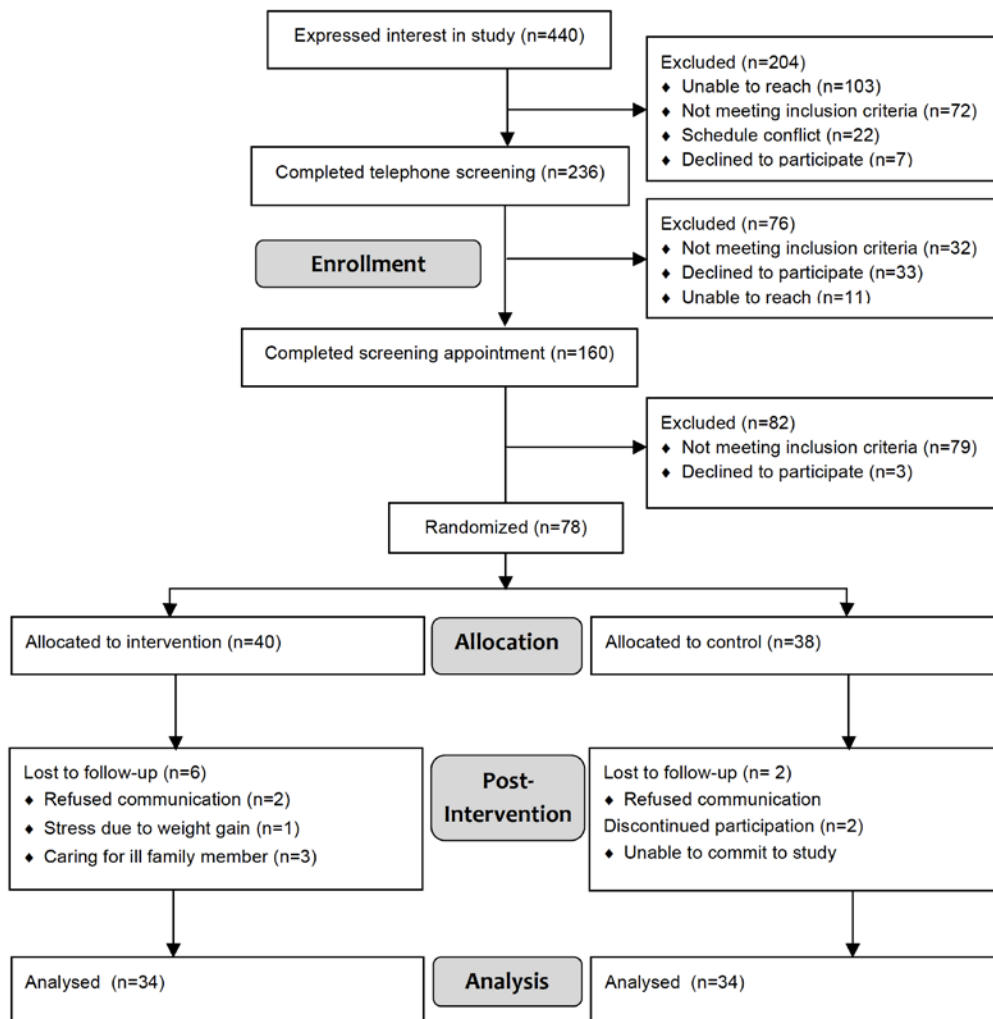 Expressed interest in study (n=440)
Excluded (n=204)
♦ Unable to reach (n=103)
♦ Not meeting inclusion criteria (n=72)
♦ Schedule conflict (n=22)
♦ Declined to participate (n=7)
Completed telephone screening (n=236)
Excluded (n=76)
♦ Not meeting inclusion criteria (n=32)
♦ Declined to participate (n=33)
♦ Unable to reach (n=11)
Enrollment
Completed screening appointment (n=160)
Excluded (n=82)
♦ Not meeting inclusion criteria (n=79)
♦ Declined to participate (n=3)
Randomized (n=78)
Allocated to intervention (n=40)
Allocation
Allocated to control (n=38)
Lost to follow-up (n=6)
♦ Refused communication (n=2)
♦ Stress due to weight gain (n=1)
♦ Caring for ill family member (n=3)
Post-
Intervention
Lost to follow-up (n= 2)
♦ Refused communication
Discontinued participation (n=2)
♦ Unable to commit to study
Analysed (n=34)
Analysis
Analysed (n=34)